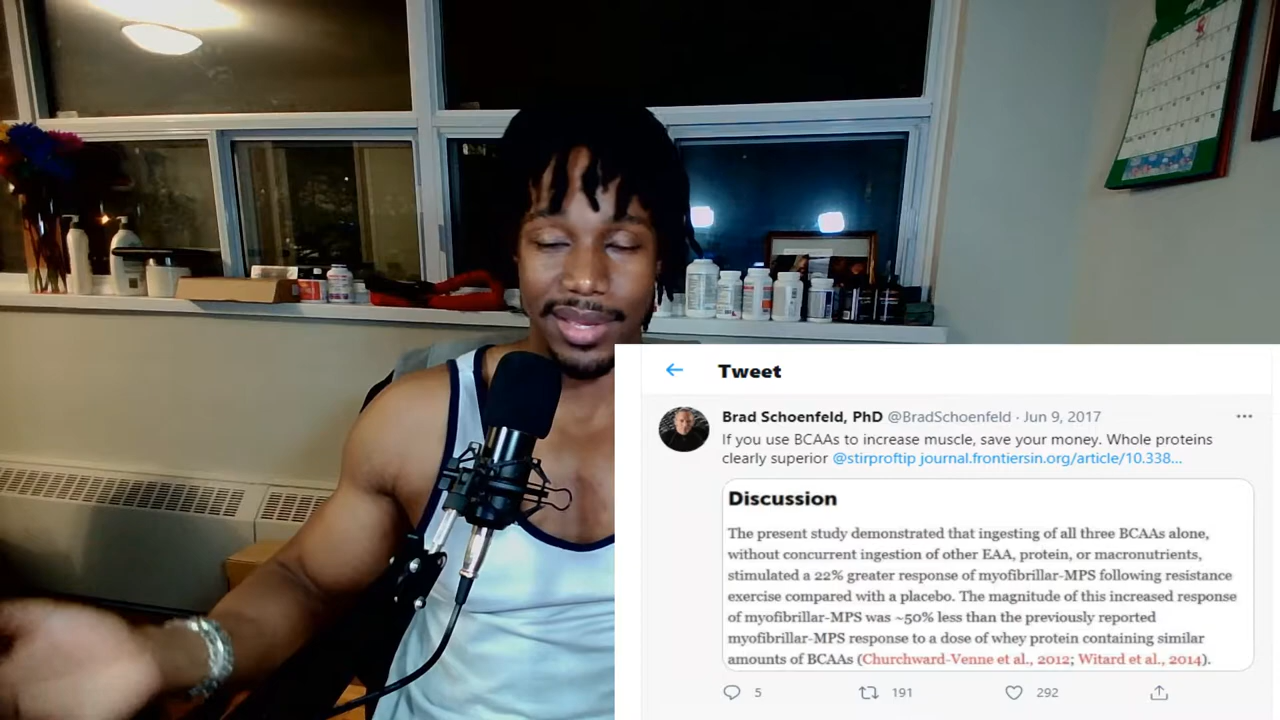 Tweet
Brad Schoenfeld, PhD @BradSchoenfeld · Jun 9, 2017
If you use BCAAs to increase muscle, save your money. Whole proteins
clearly superior @stirproftip journal.frontiersin.org/article/10.338...
Discussion
The present study demonstrated that ingesting of all three BCAAs alone,
without concurrent ingestion of other EAA, protein, or macronutrients,
stimulated a 22% greater response of myofibrillar-MPS following resistance
exercise compared with a placebo. The magnitude of this increased response
of myofibrillar-MPS was ~50% less than the previously reported
myofibrillar-MPS response to a dose of whey protein containing similar
amounts of BCAAs (Churchward-Venne et al., 2012; Witard et al., 2014).
5 191 292